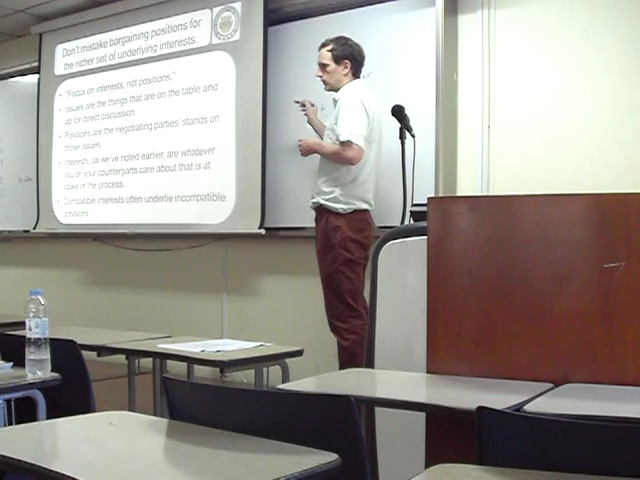 Don't mistake bargaining positions for
the richer set of underlying interests.
• "Focus on interests, not positions."
• Issues are the things that are on the table and
up for direct discussion.
• Positions are the negotiating parties' stands on
those issues.
• Interests, as we've noted earlier, are whatever
you or your counterparts care about that is at
stake in the process.
• Compatible interests often underlie incompatible
positions